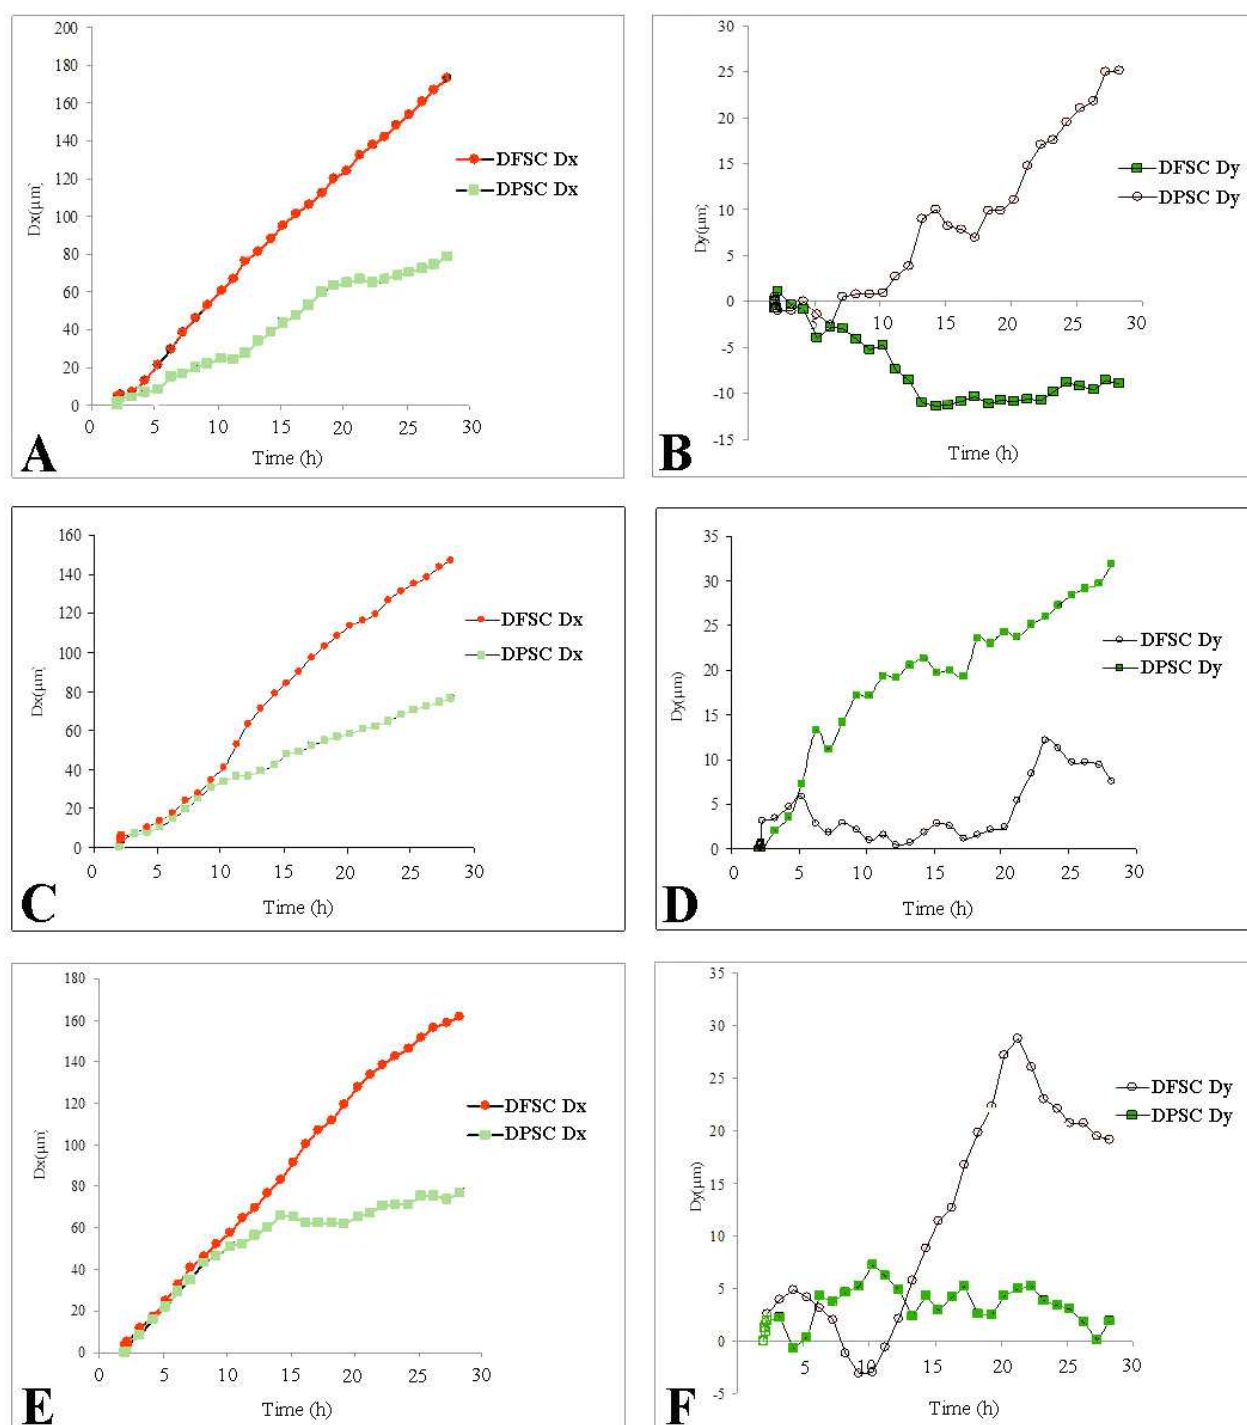 200
180
160
140
120
100
80
60
40
20
0
0 5 10 15 20 25 30
Dx(μm)
Time (h)
DFSC Dx
DPSC Dx
A
30
25
20
15
10
5
0
-5
-10
-15
5 10 15 20 25 30
Dy(μm)
Time (h)
DFSC Dy
DPSC Dy
B
160
140
120
100
80
60
40
20
0
0 5 10 15 20 25 30
Dx(μm)
Time (h)
DFSC Dx
DPSC Dx
C
35
30
25
20
15
10
5
0
0 5 10 15 20 25 30
Dy(μm)
Time (h)
DFSC Dy
DPSC Dy
D
180
160
140
120
100
80
60
40
20
0
0 5 10 15 20 25 30
Dx(μm)
Time (h)
DFSC Dx
DPSC Dx
E
35
30
25
20
15
10
5
0
-5
5 10 15 20 25 30
Dy(μm)
Time (h)
DFSC Dy
DPSC Dy
F